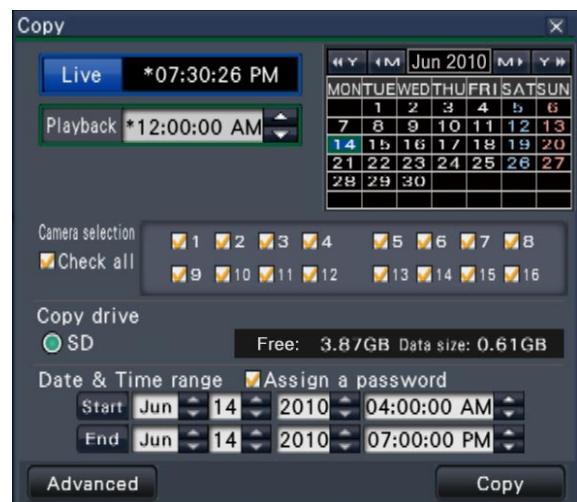 Copy
Live *07:30:26 PM
Playback *12:00:00 AM
Y M Jun 2010 M Y
MON TUE WED THU FRI SAT SUN
1 2 3 4 5 6
7 8 9 10 11 12 13
14 15 16 17 18 19 20
21 22 23 24 25 26 27
28 29 30
Camera selection
Check all
1 2 3 4 5 6 7 8
9 10 11 12 13 14 15 16
Copy drive
SD
Free: 3.87GB Data size: 0.61GB
Date & Time range Assign a password
Start Jun 14 2010 04:00:00 AM
End Jun 14 2010 07:00:00 PM
Advanced Copy